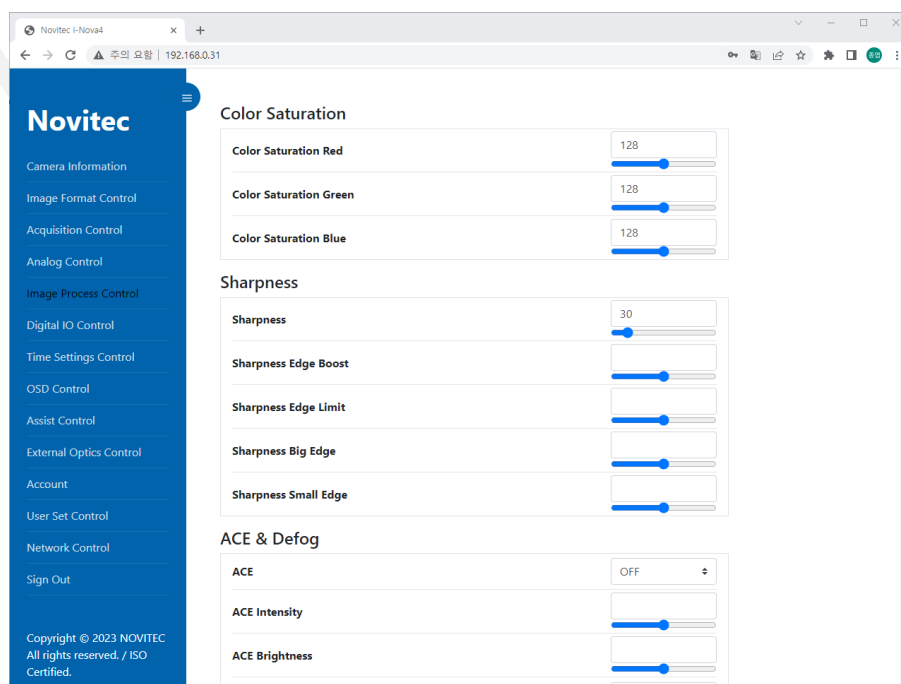 Novitec i-Nova4
주의 요함 | 192.168.0.31
종엽
Novitec
Camera Information
Image Format Control
Acquisition Control
Analog Control
Image Process Control
Digital IO Control
Time Settings Control
OSD Control
Assist Control
External Optics Control
Account
User Set Control
Network Control
Sign Out
Copyright © 2023 NOVITEC
All rights reserved. / ISO
Certified.
Color Saturation
Color Saturation Red 128
Color Saturation Green 128
Color Saturation Blue 128
Sharpness
Sharpness 30
Sharpness Edge Boost
Sharpness Edge Limit
Sharpness Big Edge
Sharpness Small Edge
ACE & Defog
ACE OFF
ACE Intensity
ACE Brightness